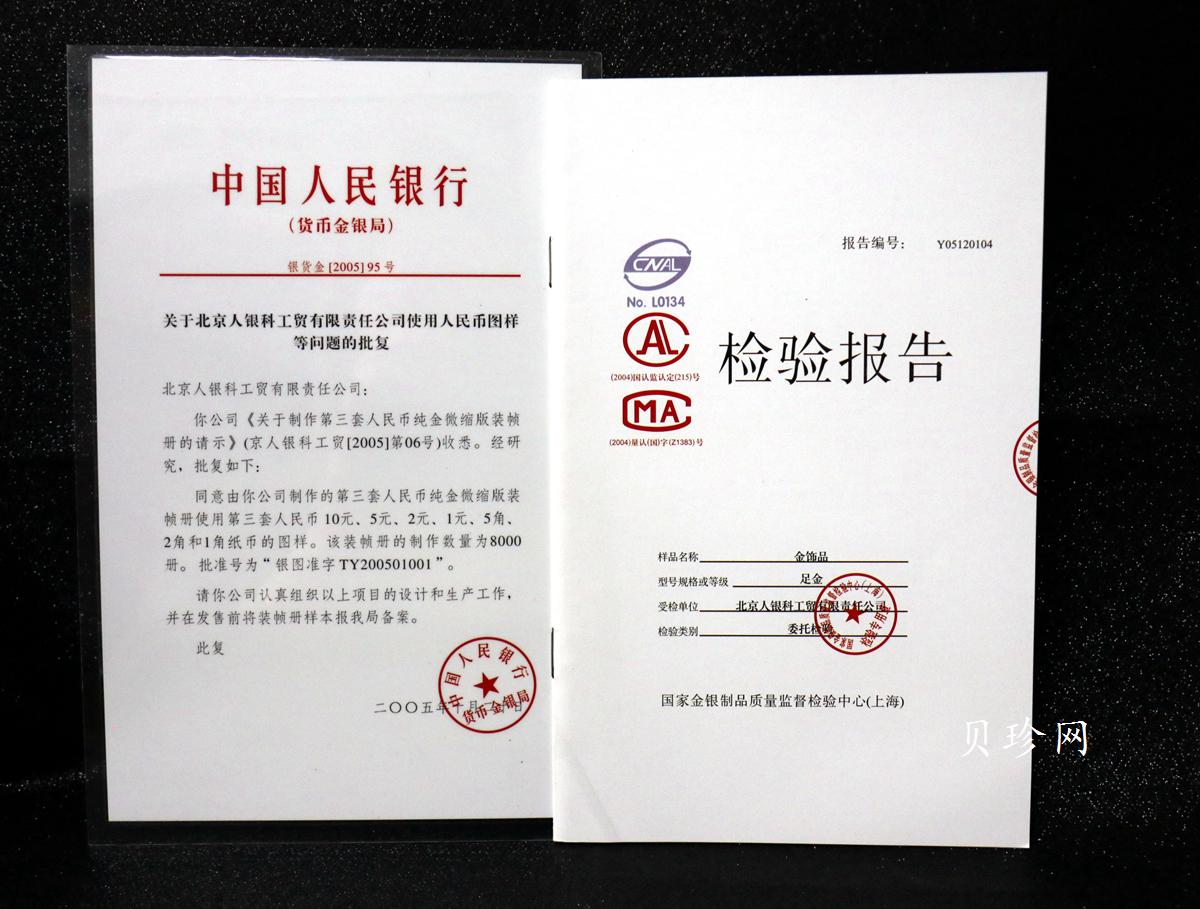 中国人民银行
(货币金银局)
银货金 [2005] 95 号
关于北京人银科工贸有限责任公司使用人民币图样
等问题的批复
北京人银科工贸有限责任公司:
你公司《关于制作第三套人民币纯金微缩版装帧
册的请示》(京人银科工贸[2005]第06号)收悉。经研
究，批复如下:
同意由你公司制作的第三套人民币纯金微缩版装
帧册使用第三套人民币 10元、5元、2元、1元、5角、
2角和1角纸币的图样。该装帧册的制作数量为8000
册。 批准号为“银图准字 TY200501001”。
请你公司认真组织以上项目的设计和生产工作，
并在发售前将装帧册样本报我局备案。
此复
二〇〇五年十月二
中国人民银行
货币金银局
报告编号: Y05120104
CNAL
No. L0134
AL
(2004)国认监认定(215)号
检验报告
MA
(2004)量认(国)字(Z1383)号
样品名称 金饰品
型号规格或等级 足金
受检单位 北京人银科工贸有限责任公司
检验类别 委托检验
国家金银制品质量监督检验中心(上海)
贝珍网